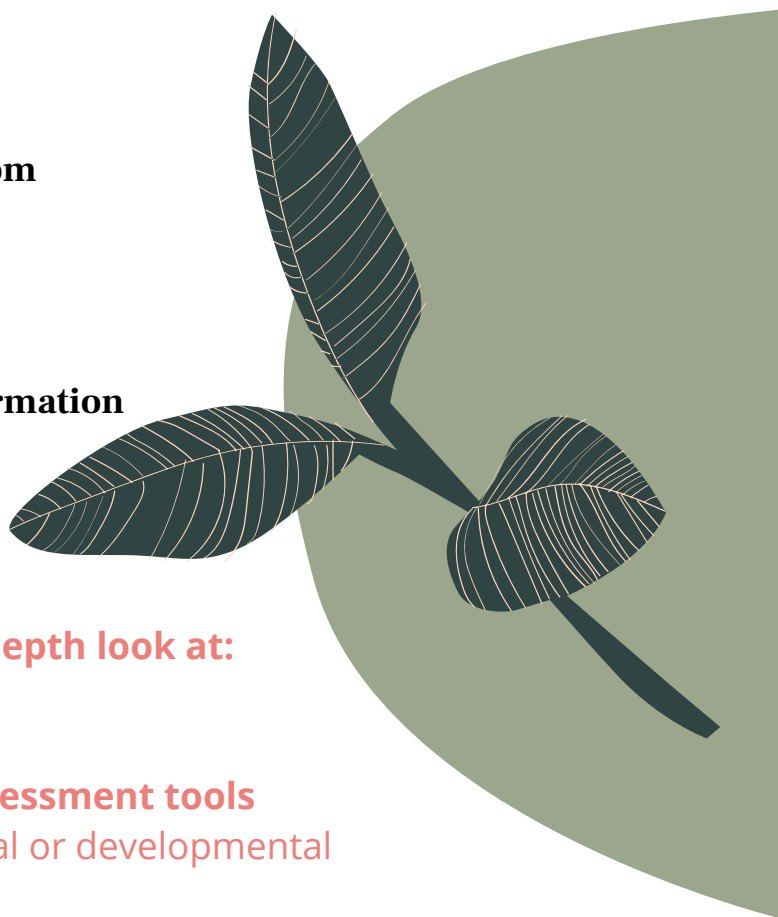 om
rmation
epth look at:
essment tools
al or developmental